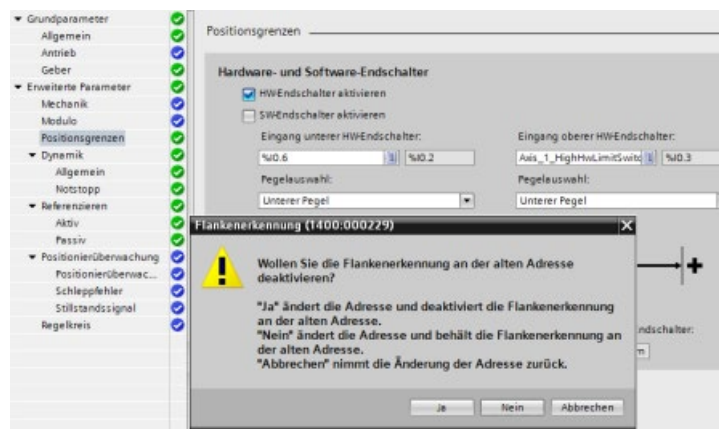 Grundparameter
Allgemein
Antrieb
Geber
Erweiterte Parameter
Mechanik
Modulo
Positionsgrenzen
Dynamik
Allgemein
Notstopp
Referenzieren
Aktiv
Passiv
Positionierüberwachung
Positionierüberwac...
Schleppfehler
Stillstandssignal
Regelkreis
Positionsgrenzen
Hardware- und Software-Endschalter
HW-Endschalter aktivieren
SW-Endschalter aktivieren
Eingang unterer HW-Endschalter:
Eingang oberer HW-Endschalter:
%I0.6
%I0.2
Axis_1_HighHwLimitSwitc
%I0.3
Pegelauswahl:
Pegelauswahl:
Unterer Pegel
Unterer Pegel
Flankenerkennung (1400:000229)
Wollen Sie die Flankenerkennung an der alten Adresse
deaktivieren?
"Ja" ändert die Adresse und deaktiviert die Flankenerkennung
an der alten Adresse.
"Nein" ändert die Adresse und behält die Flankenerkennung an
der alten Adresse.
"Abbrechen" nimmt die Änderung der Adresse zurück.
ndschalter:
Ja
Nein
Abbrechen